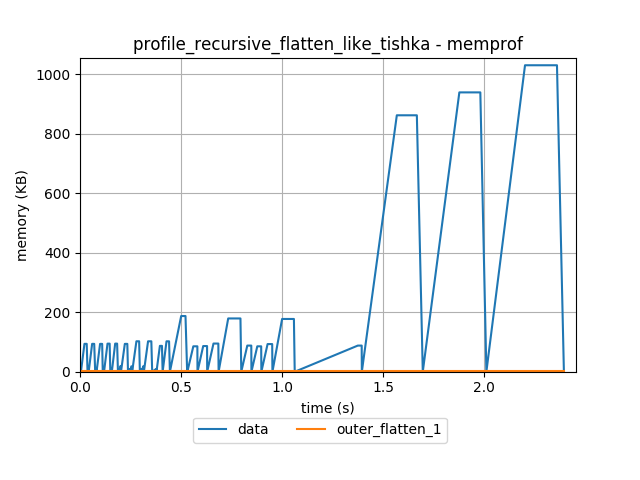 profile_recursive_flatten_like_tishka - memprof
1000
800
600
400
200
0
memory (KB)
0.0 0.5 1.0 1.5 2.0
time (s)
data outer_flatten_1